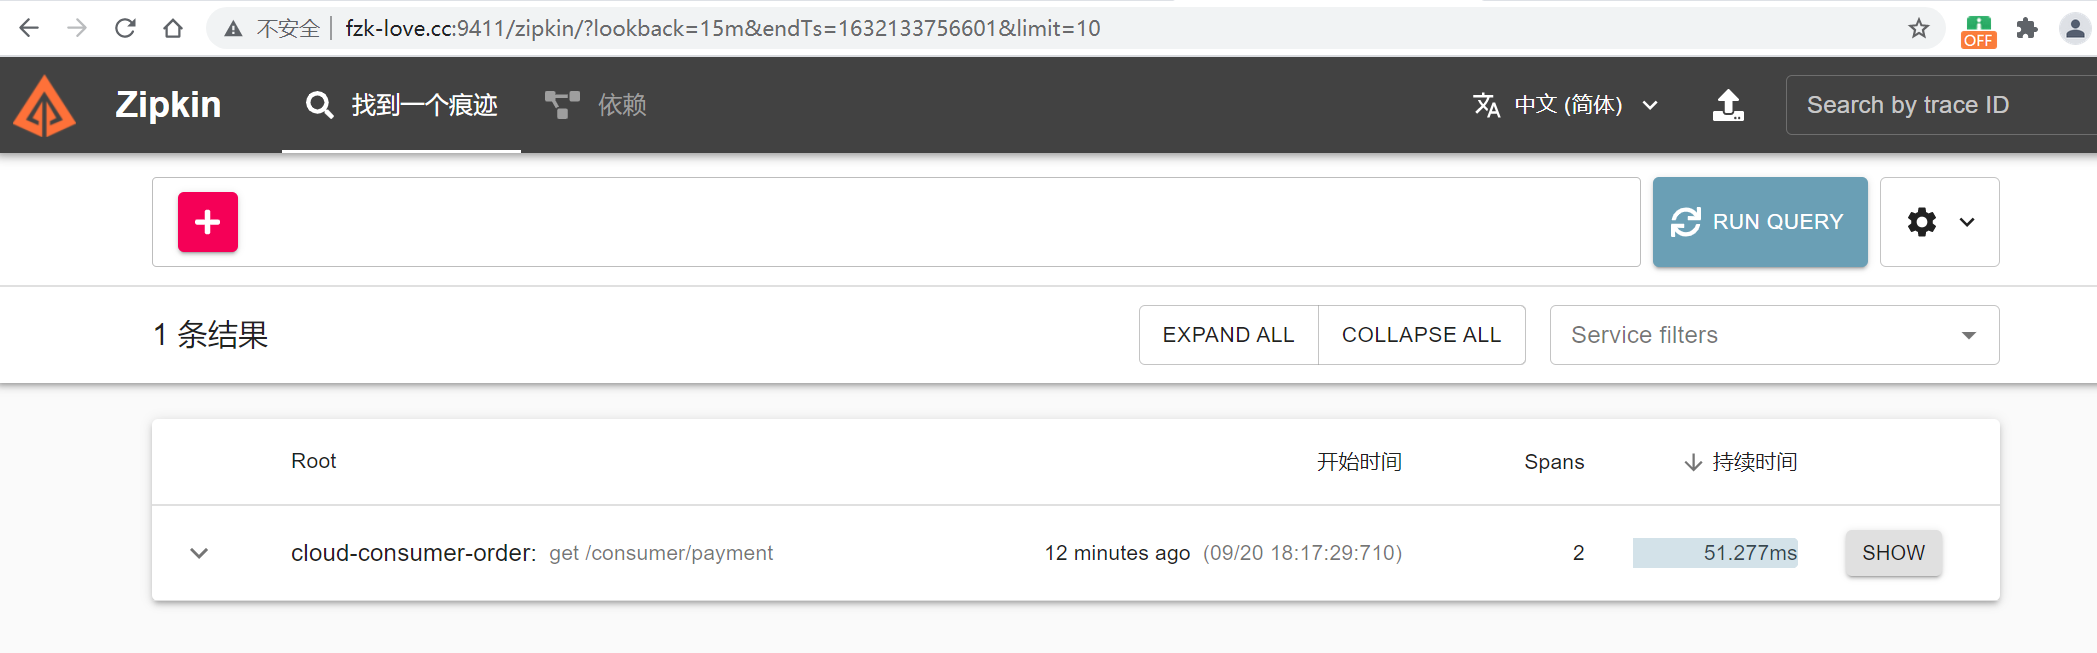 不安全 fzk-love.cc:9411/zipkin/?lookback=15m&endTs=1632133756601&limit=10
OFF
Zipkin 找到一个痕迹 依赖 中文 (简体) Search by trace ID
RUN QUERY
1 条结果 EXPAND ALL COLLAPSE ALL Service filters
Root 开始时间 Spans 持续时间
cloud-consumer-order: get /consumer/payment 12 minutes ago (09/20 18:17:29:710) 2 51.277ms SHOW